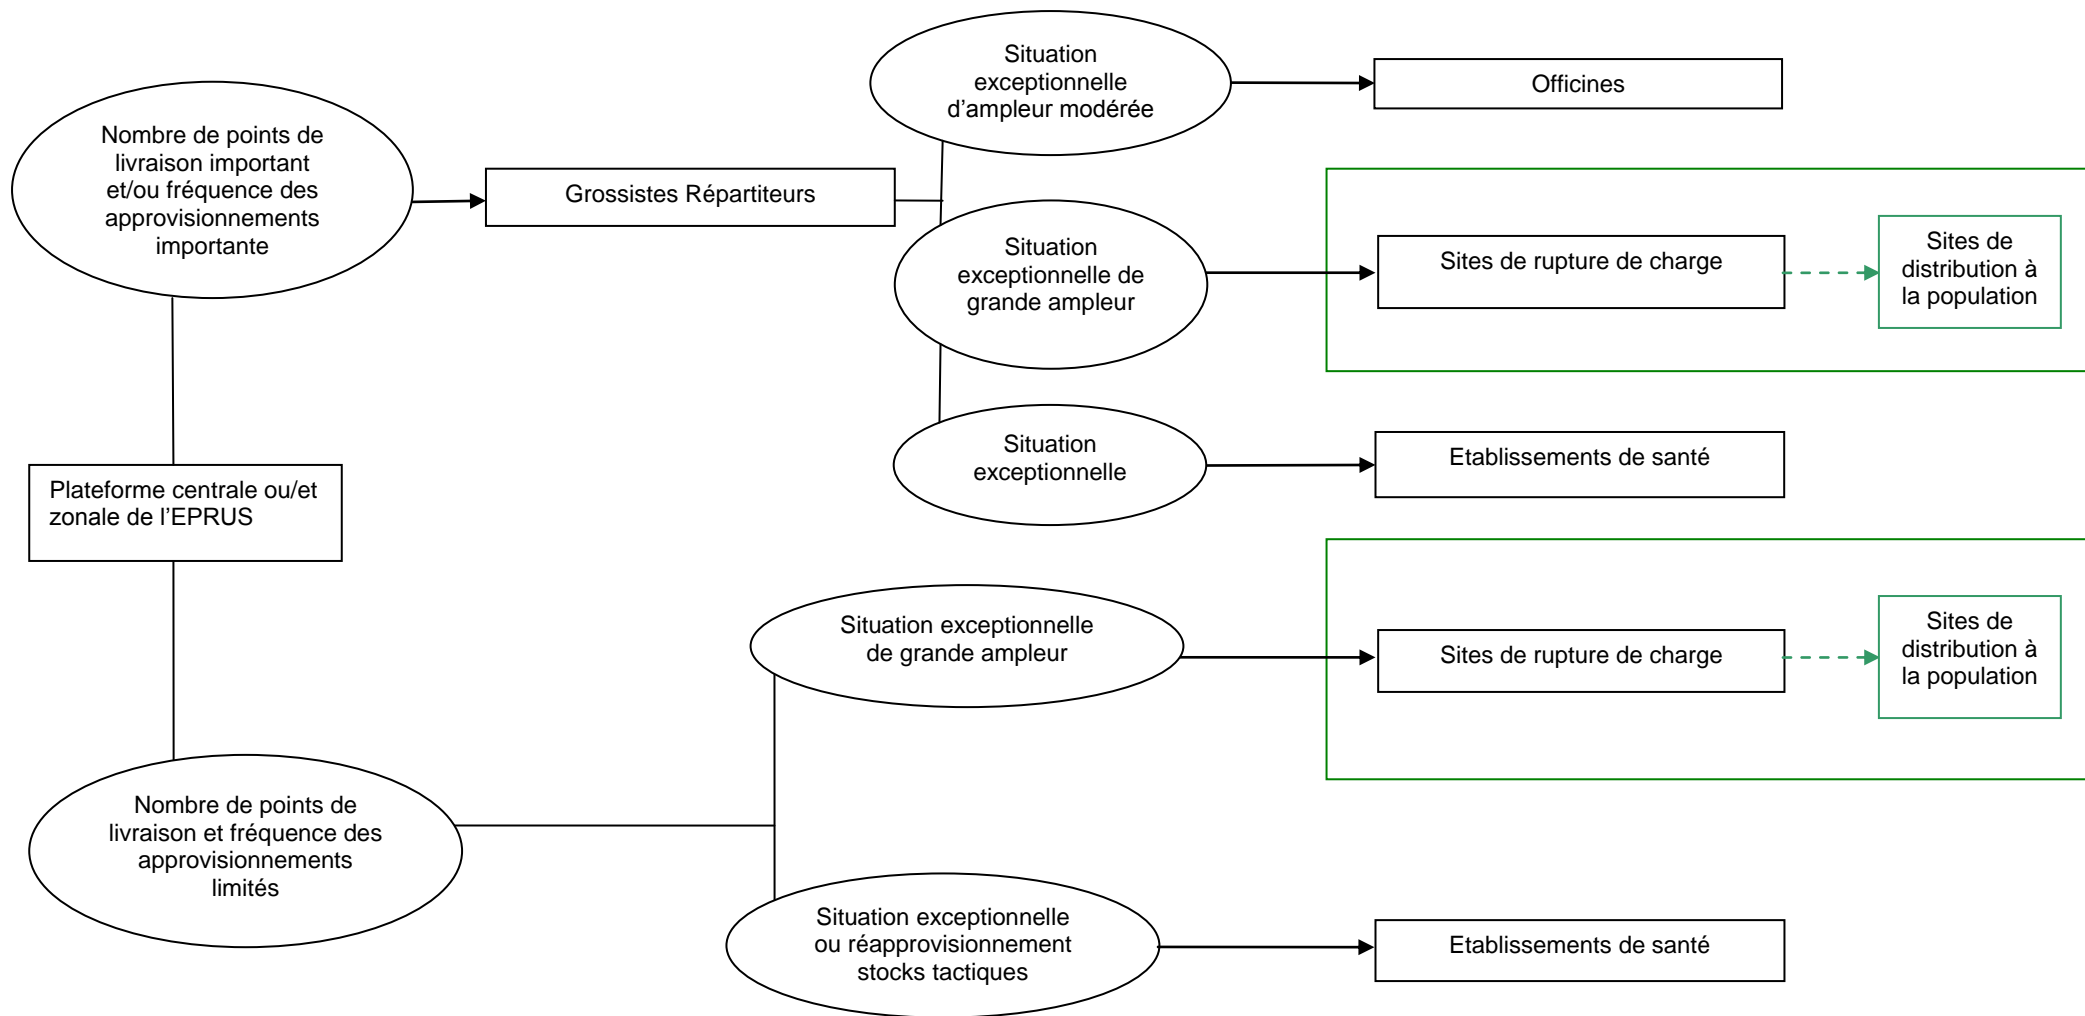 Situation
exceptionnelle
d’ampleur modérée
Officines
Nombre de points de
livraison important
et/ou fréquence des
approvisionnements
importante
Grossistes Répartiteurs
Situation
exceptionnelle de
grande ampleur
Sites de rupture de charge
Sites de
distribution à
la population
Situation
exceptionnelle
Etablissements de santé
Plateforme centrale ou/et
zonale de l’EPRUS
Situation exceptionnelle
de grande ampleur
Sites de rupture de charge
Sites de
distribution à
la population
Nombre de points de
livraison et fréquence des
approvisionnements
limités
Situation exceptionnelle
ou réapprovisionnement
stocks tactiques
Etablissements de santé